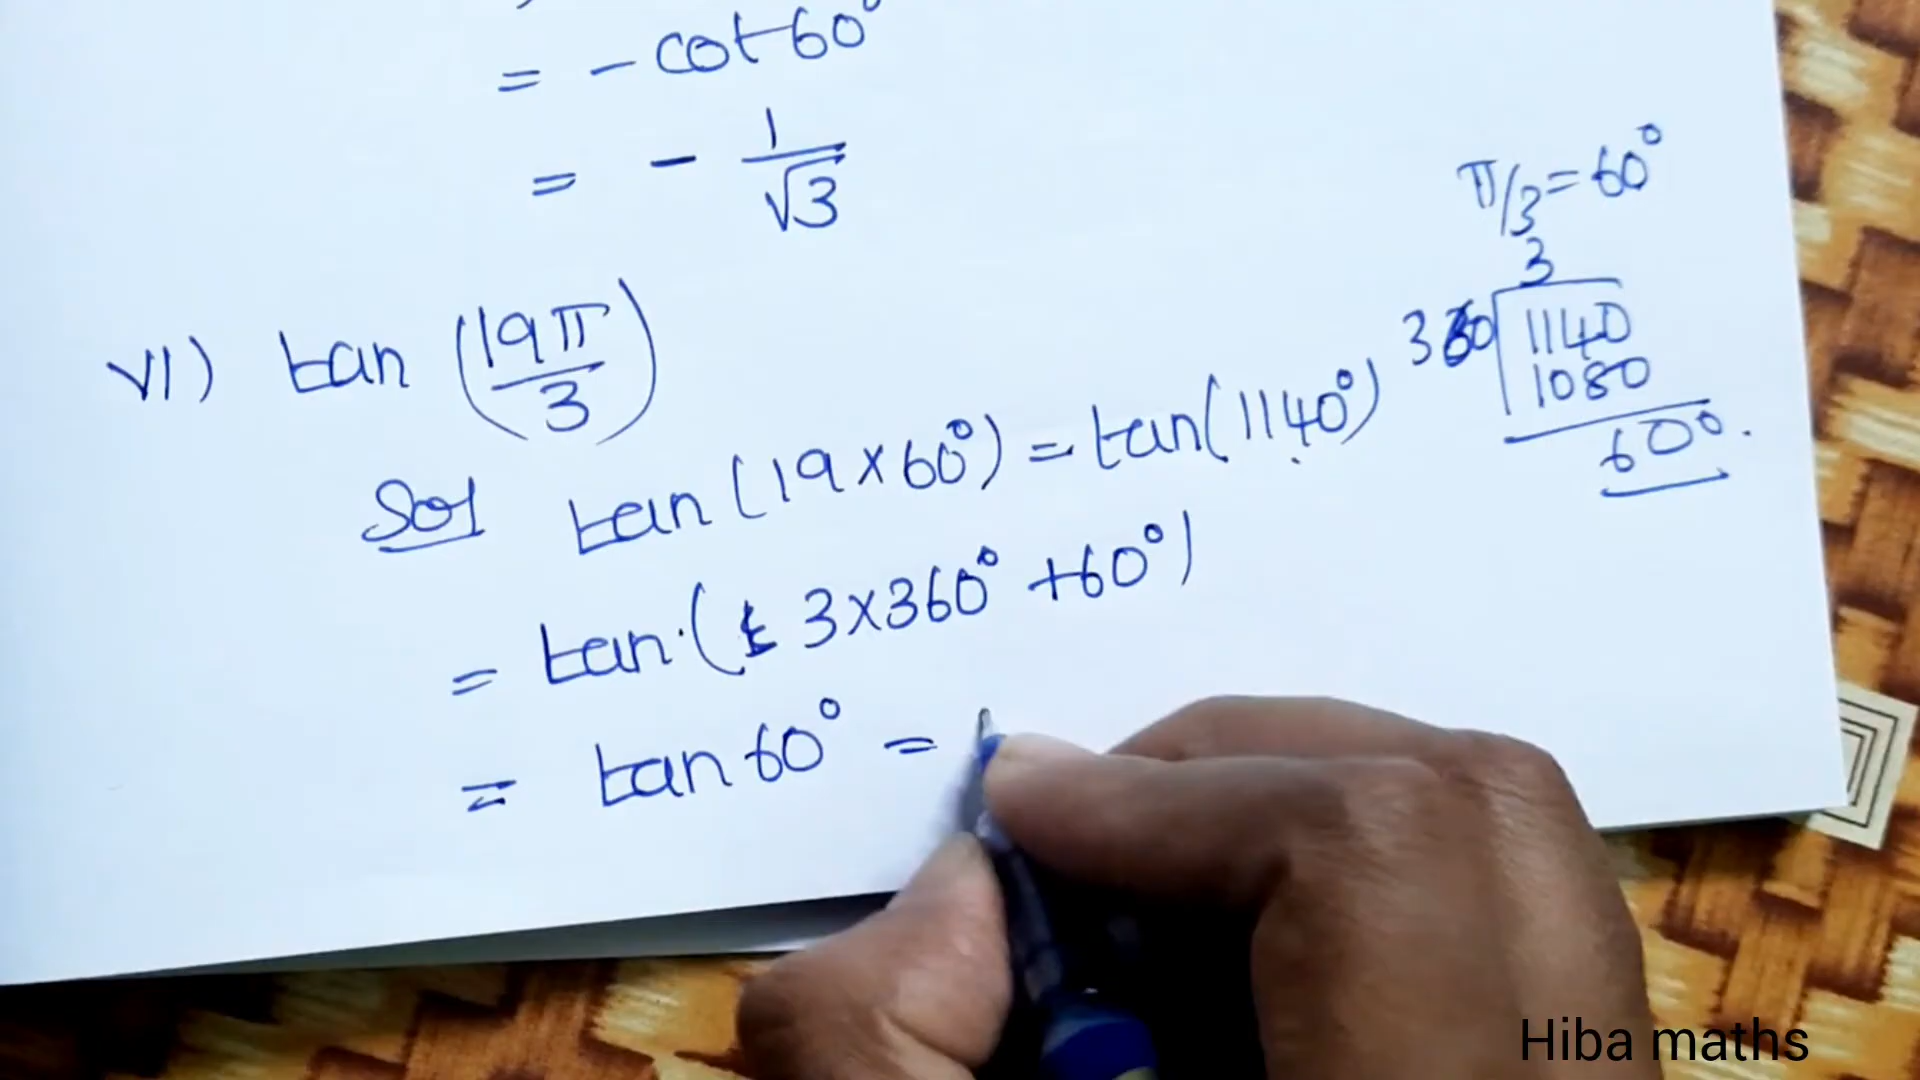 = - cot 60°
= - 1/√3
π/3 = 60°
3
360 1140
1080
60°.
VI) tan (19π/3)
Sol tan (19×60°) = tan(1140°)
= tan·( 3×360° +60°)
= tan 60° =
Hiba maths